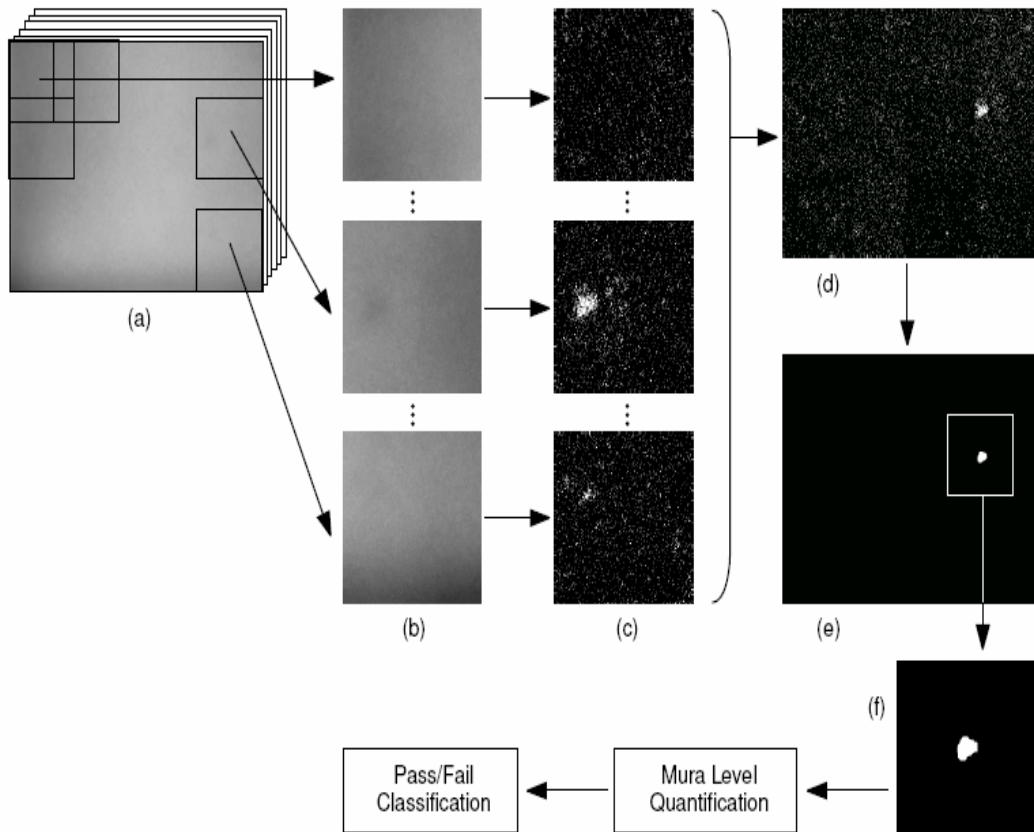 (a)
(b)
(c)
(d)
(e)
(f)
Mura Level
Quantification
Pass/Fail
Classification